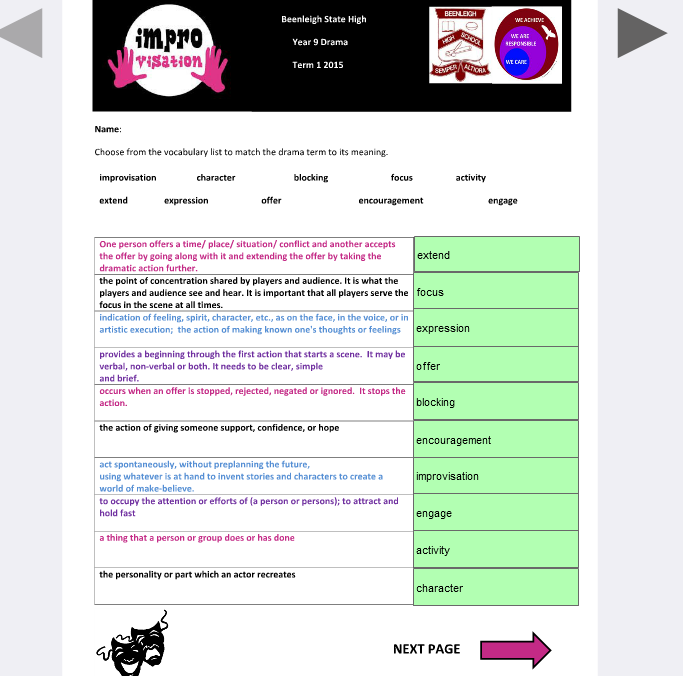 impro
visation
Beenleigh State High
Year 9 Drama
Term 1 2015
BEENLEIGH
HIGH SCHOOL
SEMPER ALTIORA
WE ACHIEVE
WE ARE
RESPONSIBLE
WE CARE
Name:
Choose from the vocabulary list to match the drama term to its meaning.
improvisation character blocking focus activity
extend expression offer encouragement engage
One person offers a time/ place/ situation/ conflict and another accepts
the offer by going along with it and extending the offer by taking the
dramatic action further.
extend
the point of concentration shared by players and audience. It is what the
players and audience see and hear. It is important that all players serve the
focus in the scene at all times.
focus
indication of feeling, spirit, character, etc., as on the face, in the voice, or in
artistic execution; the action of making known one's thoughts or feelings
expression
provides a beginning through the first action that starts a scene. It may be
verbal, non-verbal or both. It needs to be clear, simple
and brief.
offer
occurs when an offer is stopped, rejected, negated or ignored. It stops the
action.
blocking
the action of giving someone support, confidence, or hope
encouragement
act spontaneously, without preplanning the future,
using whatever is at hand to invent stories and characters to create a
world of make-believe.
improvisation
to occupy the attention or efforts of (a person or persons); to attract and
hold fast
engage
a thing that a person or group does or has done
activity
the personality or part which an actor recreates
character
NEXT PAGE